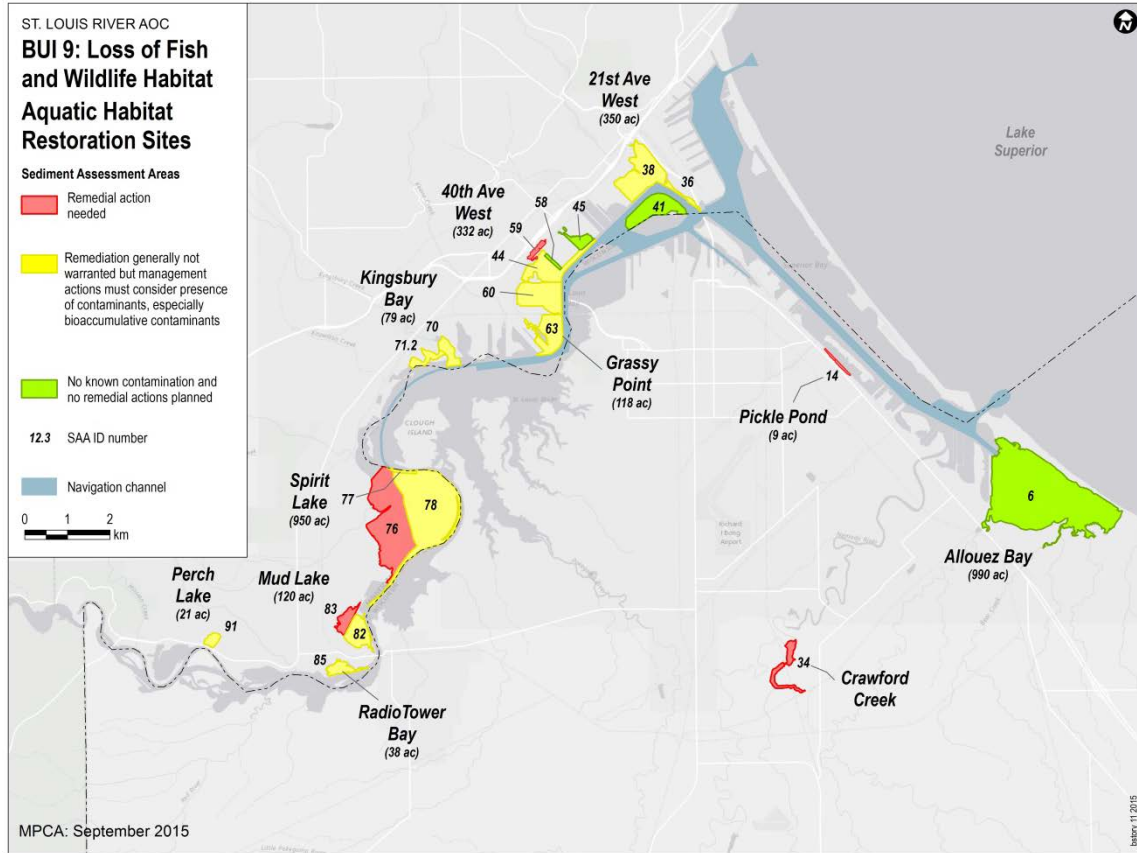 ST. LOUIS RIVER AOC
BUI 9: Loss of Fish
and Wildlife Habitat
Aquatic Habitat
Restoration Sites
Sediment Assessment Areas
Remedial action
needed
Remediation generally not
warranted but management
actions must consider presence
of contaminants, especially
bioaccumulative contaminants
No known contamination and
no remedial actions planned
12.3 SAA ID number
Navigation channel
0 1 2
km
N
Lake
Superior
21st Ave
West
(350 ac)
38
36
41
40th Ave
West
(332 ac)
58
45
59
44
60
63
Kingsbury
Bay
(79 ac)
70
71.2
Grassy
Point
(118 ac)
14
Pickle Pond
(9 ac)
CLOUGH
ISLAND
Spirit
Lake
(950 ac)
77
78
76
6
Allouez Bay
(990 ac)
Richard
I Bong
Airport
Mud Lake
(120 ac)
83
82
Perch
Lake
(21 ac)
91
85
RadioTower
Bay
(38 ac)
34
Crawford
Creek
MPCA: September 2015
bstory 11 2015